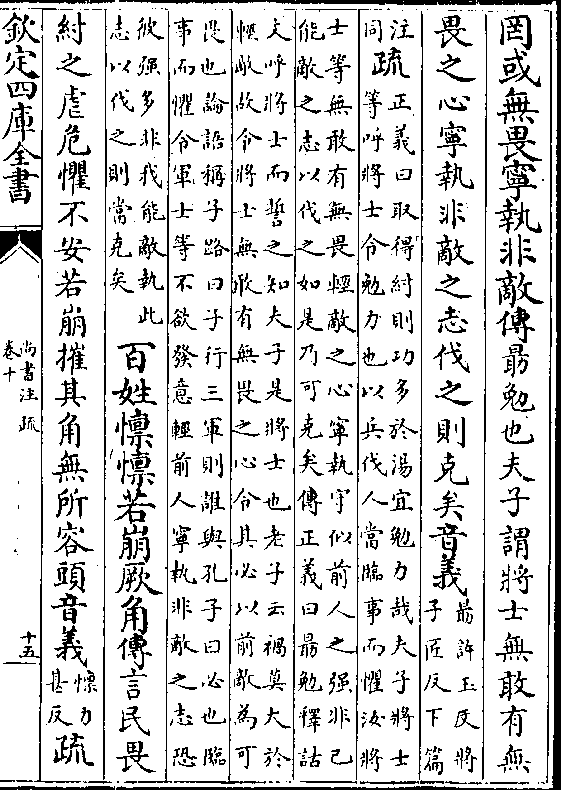 罔或無畏寧執非敵傳勗勉也夫子謂將士無敢有無
畏之心寧執非敵之志伐之則克矣音義勗許玉反將
子匠反下篇
注
同疏正義曰取得紂則功多於湯宜勉力哉夫子將士
等呼將士令勉力也以兵伐人當臨事而懼汝將
士等無敢有無畏輕敵之心寧執守似前人之强非己
能敵之志以伐之如是乃可克矣傳正義曰勗勉釋詁
文呼將士而誓之知夫子是將士也老子云禍莫大於
輕敵故令將士無敢有無畏之心令其必以前敵為可
畏也論語稱子路曰子行三軍則誰與孔子曰必也臨
事而懼令軍士等不欲發意輕前人寧執非敵之志恐
彼强多非我能敵執此
志以伐之則當克矣
百姓懍懍若崩厥角傳言民畏
紂之虐危懼不安若崩摧其角無所容頭音義懍力
甚反疏
欽定四庫全書
尚書注疏
卷十
十五